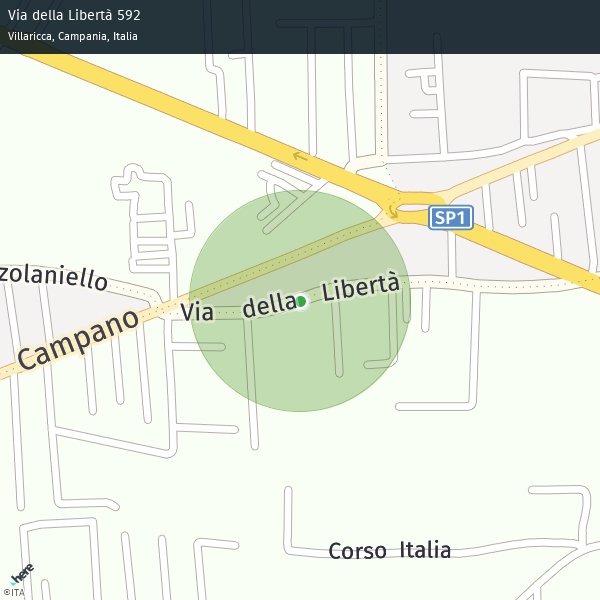 Via della Libertà 592
Villaricca, Campania, Italia
SP1
zolaniello
Via della Libertà
Campano
Corso Italia
here
©ITA